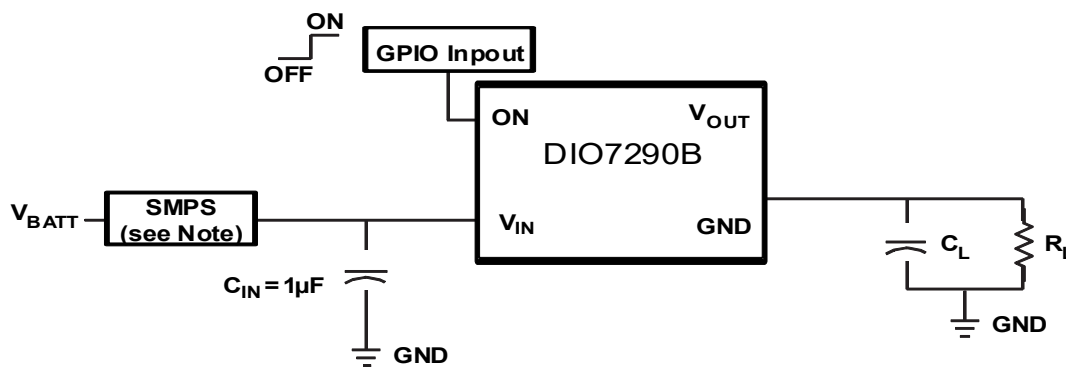 ON
OFF
GPIO Inpout
ON
VOUT
DIO7290B
VBATT
SMPS
(see Note)
VIN
GND
CIN = 1µF
CL
GND
GND